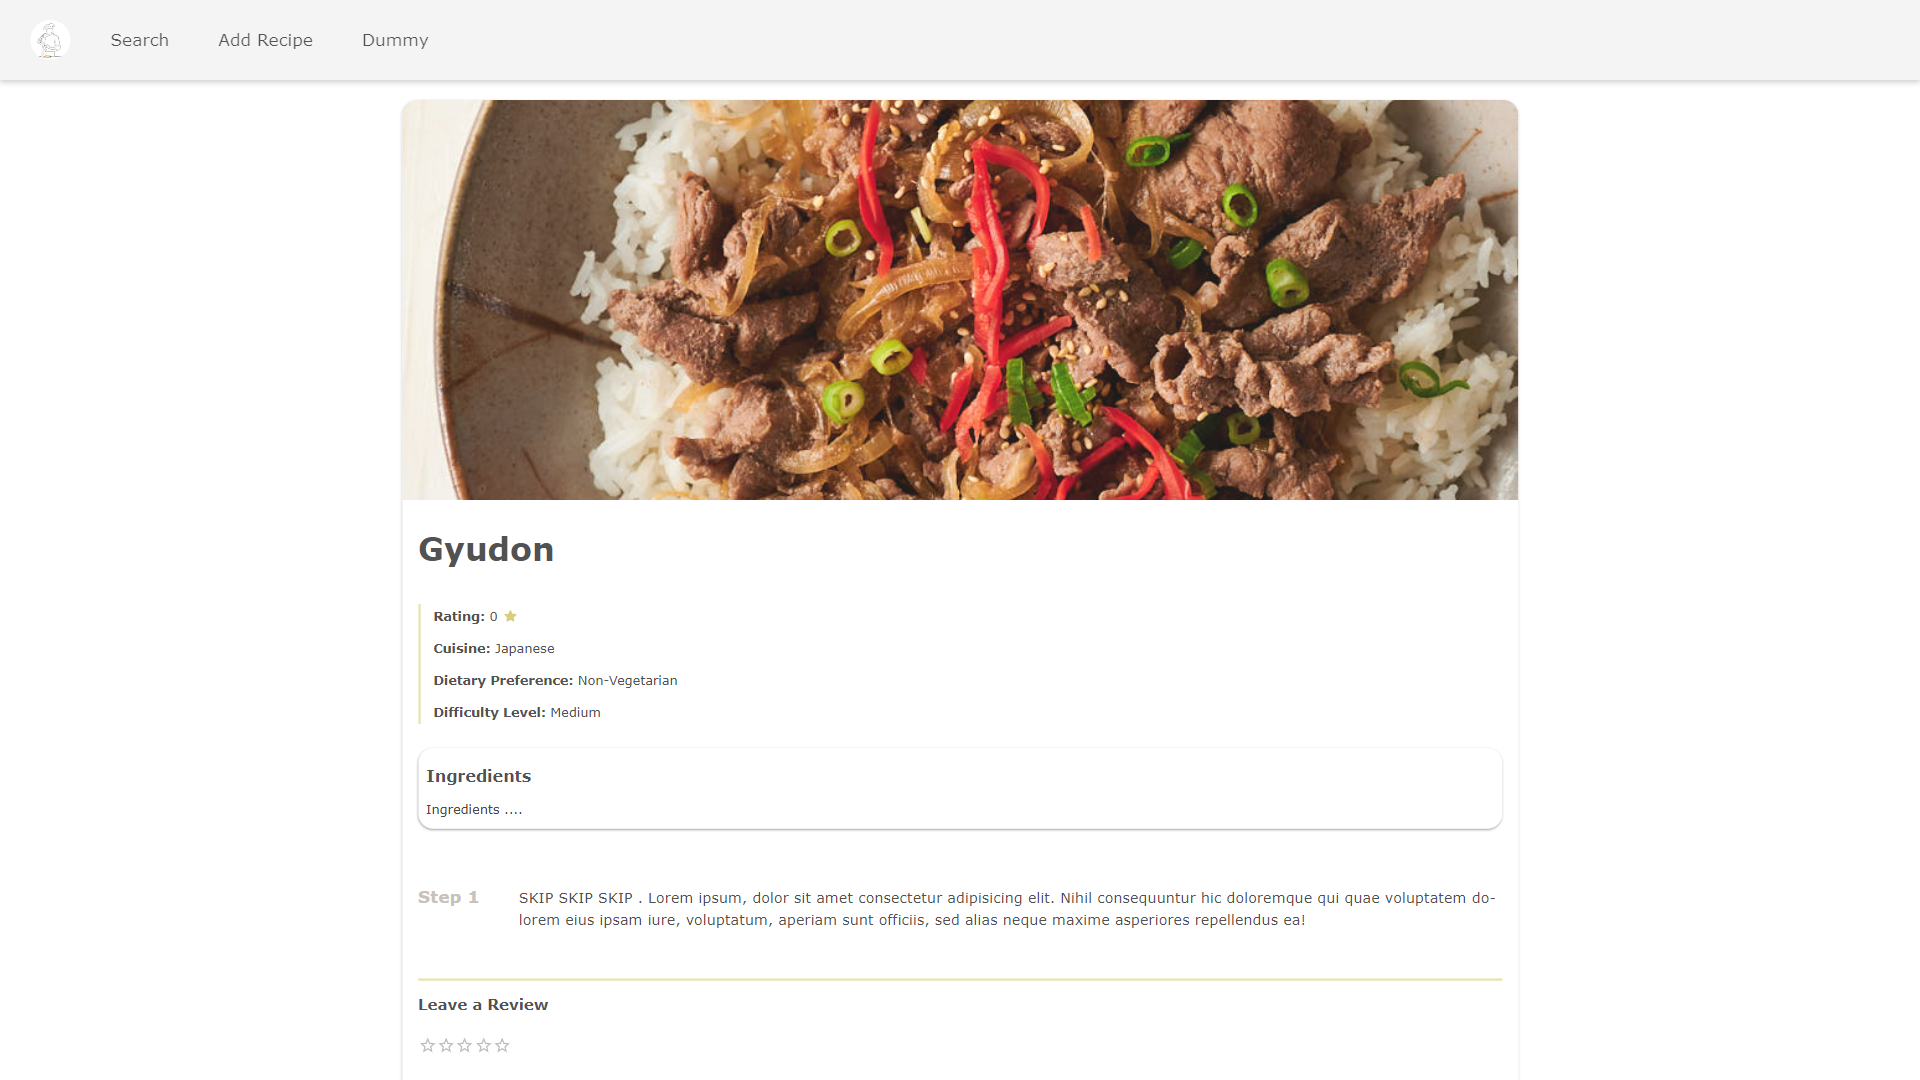 Search
Add Recipe
Dummy
Gyudon
Rating: 0
Cuisine: Japanese
Dietary Preference: Non-Vegetarian
Difficulty Level: Medium
Ingredients
Ingredients ....
Step 1
SKIP SKIP SKIP . Lorem ipsum, dolor sit amet consectetur adipisicing elit. Nihil consequuntur hic doloremque qui quae voluptatem do-
lorem eius ipsam iure, voluptatum, aperiam sunt officiis, sed alias neque maxime asperiores repellendus ea!
Leave a Review